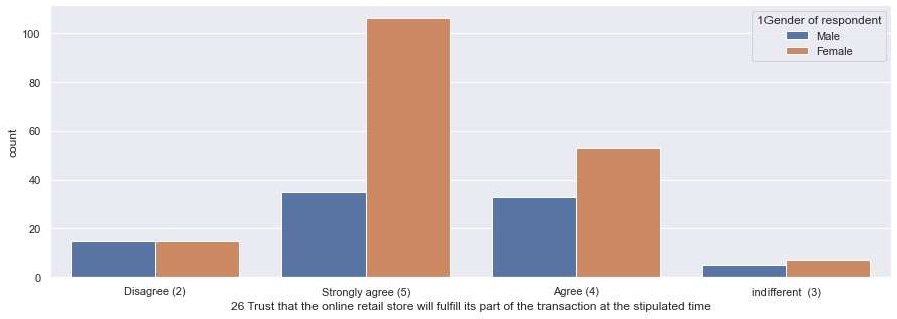 1Gender of respondent
Male
Female
count
100
80
60
40
20
0
Disagree (2)
Strongly agree (5)
Agree (4)
indifferent  (3)
26 Trust that the online retail store will fulfill its part of the transaction at the stipulated time